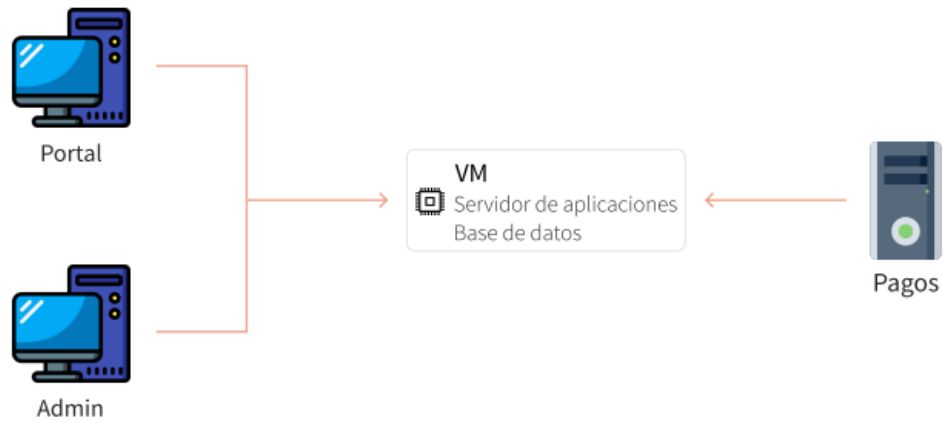 Portal
VM
Servidor de aplicaciones
Base de datos
Pagos
Admin